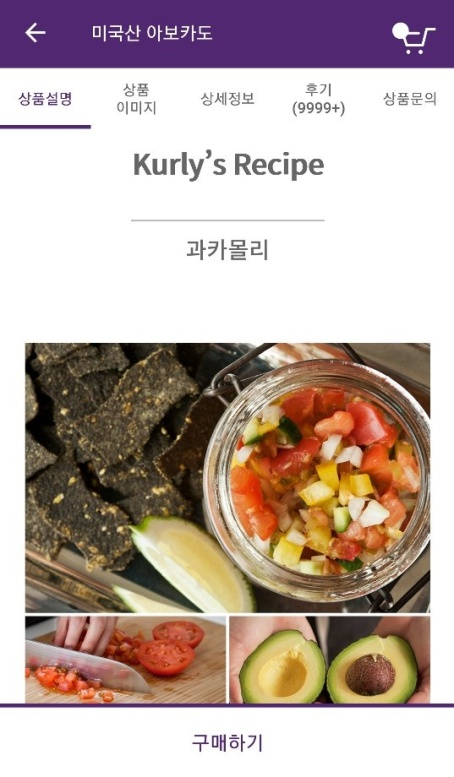 미국산 아보카도
상품설명
상품
이미지
상세정보
후기
(9999+)
상품문의
Kurly’s Recipe
과카몰리
구매하기